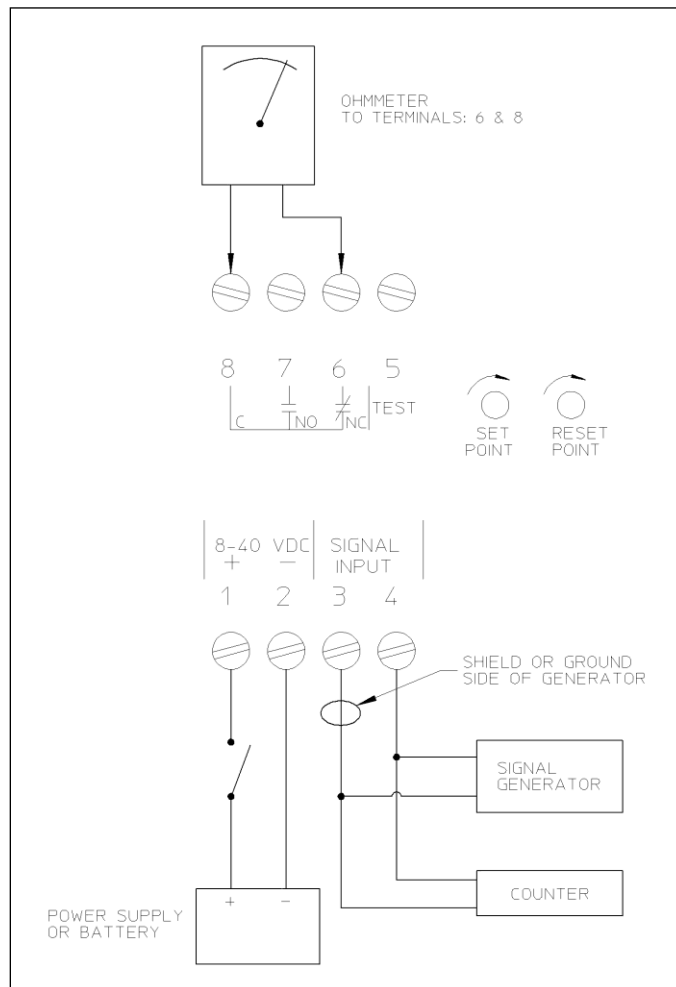 OHMMETER
TO TERMINALS: 6 & 8
8 7 6 5
C NO NC TEST
SET
POINT
RESET
POINT
8-40 VDC
+ -
SIGNAL
INPUT
1 2 3 4
SHIELD OR GROUND
SIDE OF GENERATOR
SIGNAL
GENERATOR
COUNTER
+ -
POWER SUPPLY
OR BATTERY